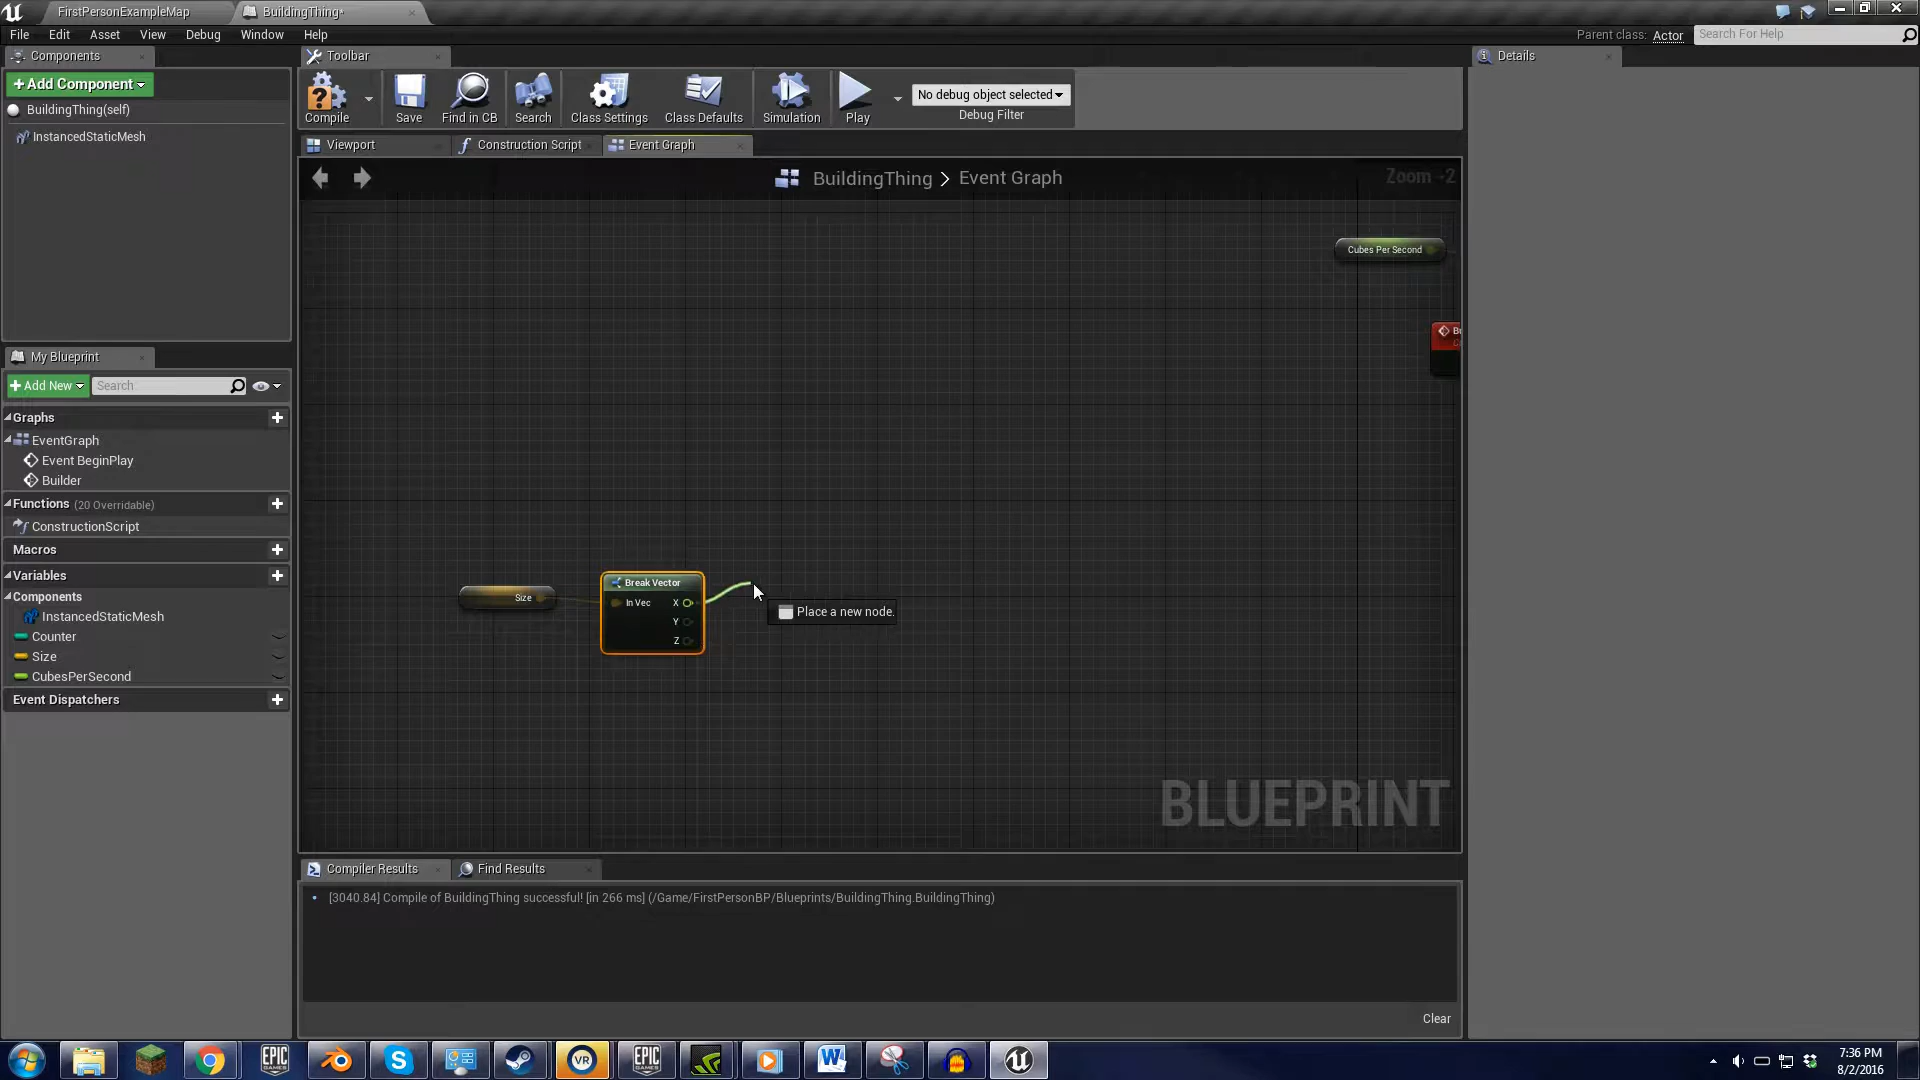 FirstPersonExampleMap
BuildingThing*
File Edit Asset View Debug Window Help
Parent class: Actor
Search For Help
Components
+Add Component
BuildingThing(self)
InstancedStaticMesh
Toolbar
Compile
Save
Find in CB
Search
Class Settings
Class Defaults
Simulation
Play
No debug object selected
Debug Filter
Details
Viewport
Construction Script
Event Graph
BuildingThing > Event Graph
Zoom -2
Cubes Per Second
My Blueprint
+Add New
Search
Graphs
EventGraph
Event BeginPlay
Builder
Functions (20 Overridable)
ConstructionScript
Macros
Variables
Components
InstancedStaticMesh
Counter
Size
CubesPerSecond
Event Dispatchers
Size
Break Vector
In Vec
X
Y
Z
Place a new node.
BLUEPRINT
Compiler Results
Find Results
[3040.84] Compile of BuildingThing successful! [in 266 ms] (/Game/FirstPersonBP/Blueprints/BuildingThing.BuildingThing)
Clear
EPIC
GAMES
VR
EPIC
GAMES
7:36 PM
8/2/2016